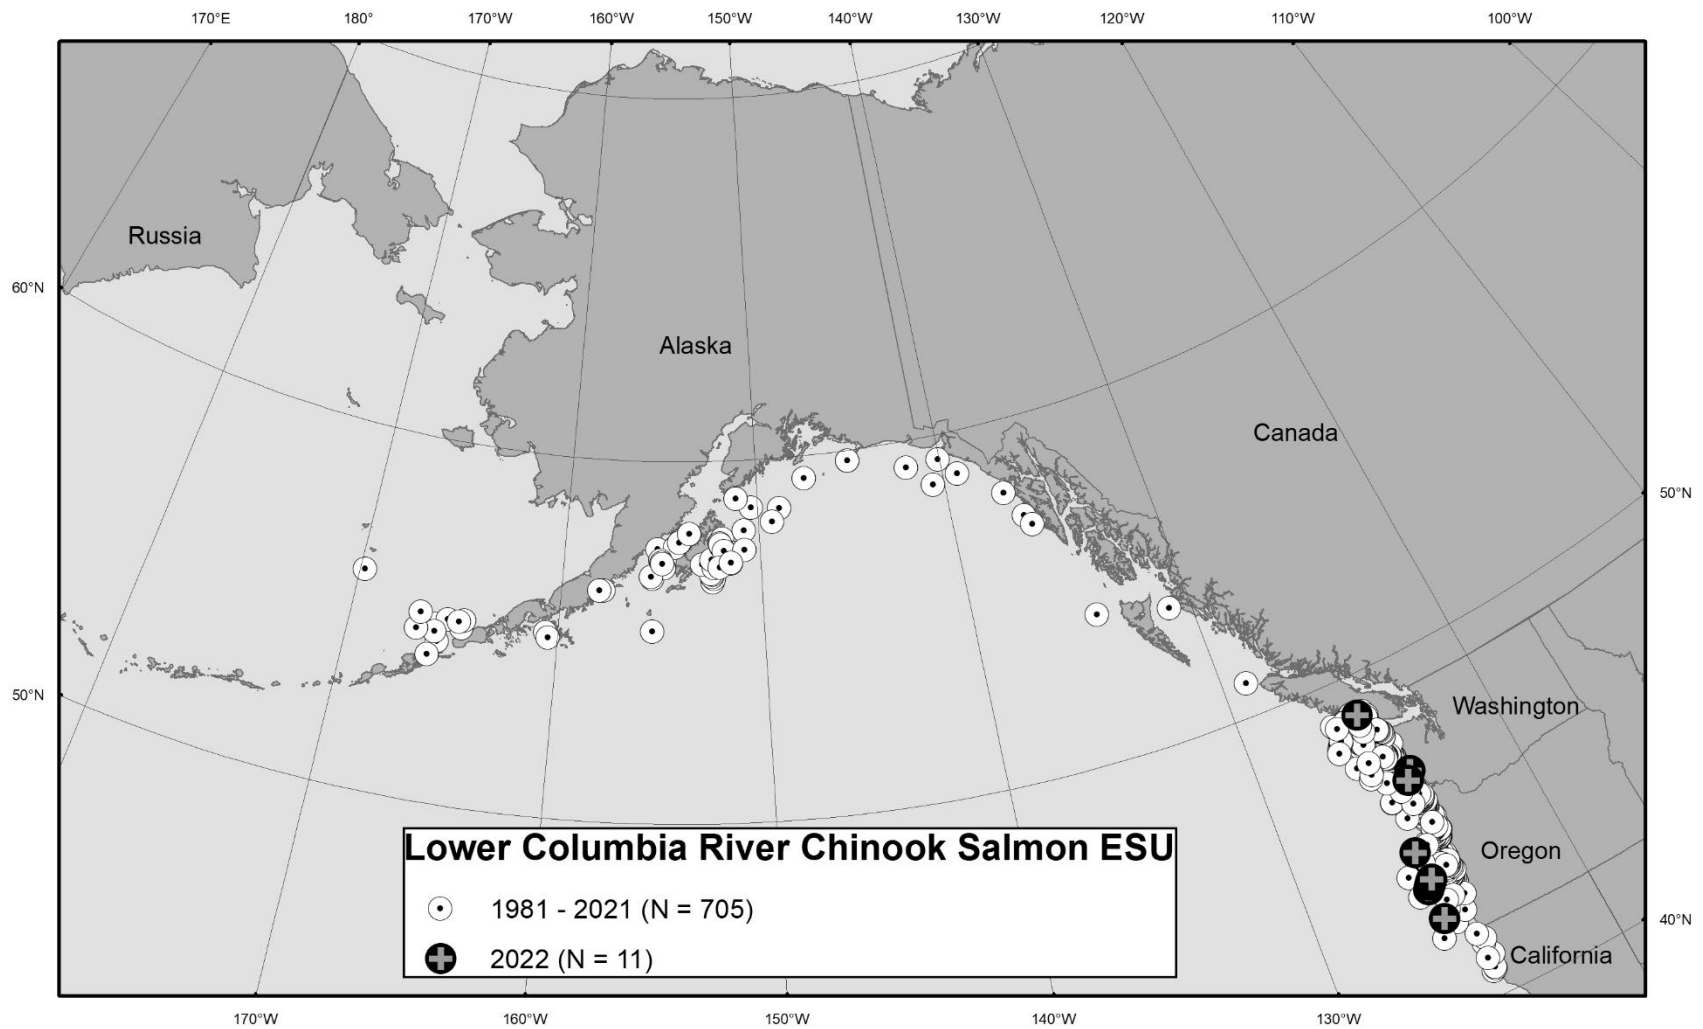 170°E 180° 170°W 160°W 150°W 140°W 130°W 120°W 110°W 100°W
Russia
60°N
Alaska
Canada
50°N
50°N
Washington
Lower Columbia River Chinook Salmon ESU
Oregon
1981 - 2021 (N = 705)
40°N
2022 (N = 11)
California
170°W 160°W 150°W 140°W 130°W